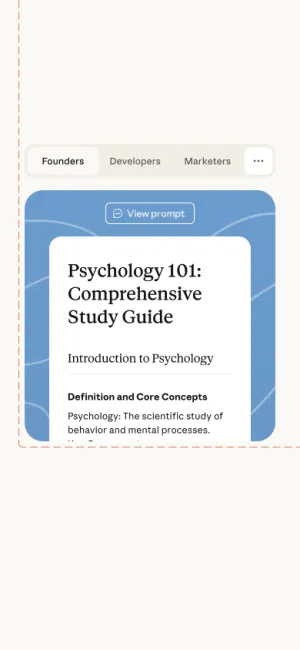 Founders Developers Marketers ...
View prompt
Psychology 101:
Comprehensive
Study Guide
Introduction to Psychology
Definition and Core Concepts
Psychology: The scientific study of
behavior and mental processes.